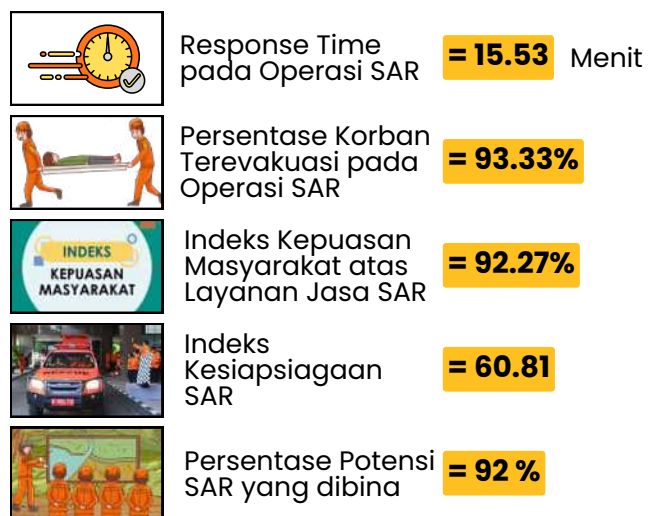 Response Time
pada Operasi SAR
= 15.53 Menit
Persentase Korban
Terevakuasi pada
Operasi SAR
= 93.33%
INDEKS
KEPUASAN
MASYARAKAT
Indeks Kepuasan
Masyarakat atas
Layanan Jasa SAR
= 92.27%
RESCUE
Indeks
Kesiapsiagaan
SAR
= 60.81
Persentase Potensi
SAR yang dibina
= 92 %